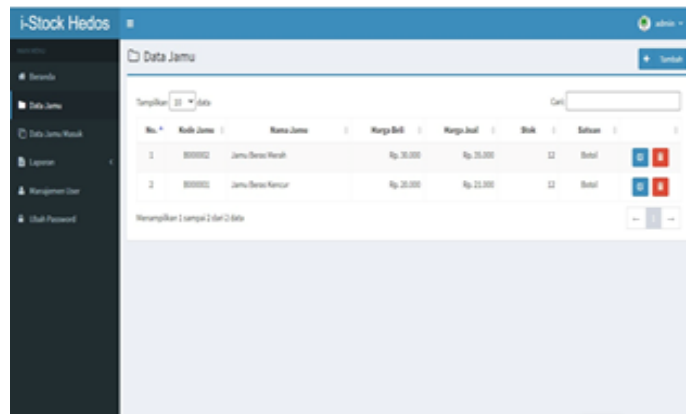 i-Stock Hedos
admin
Data Jamu
Tambah
Beranda
Data Jamu
Data Jamu Masuk
Laporan
Manajemen User
Ubah Password
Tampilkan 10 data
Cari:
No. Kode Jamu Nama Jamu Harga Beli Harga Jual Stok Satuan
1 B000002 Jamu Beras Merah Rp. 30.000 Rp. 35.000 12 Botol
2 B000001 Jamu Beras Kencur Rp. 20.000 Rp. 21.000 12 Botol
Menampilkan 1 sampai 2 dari 2 data
1